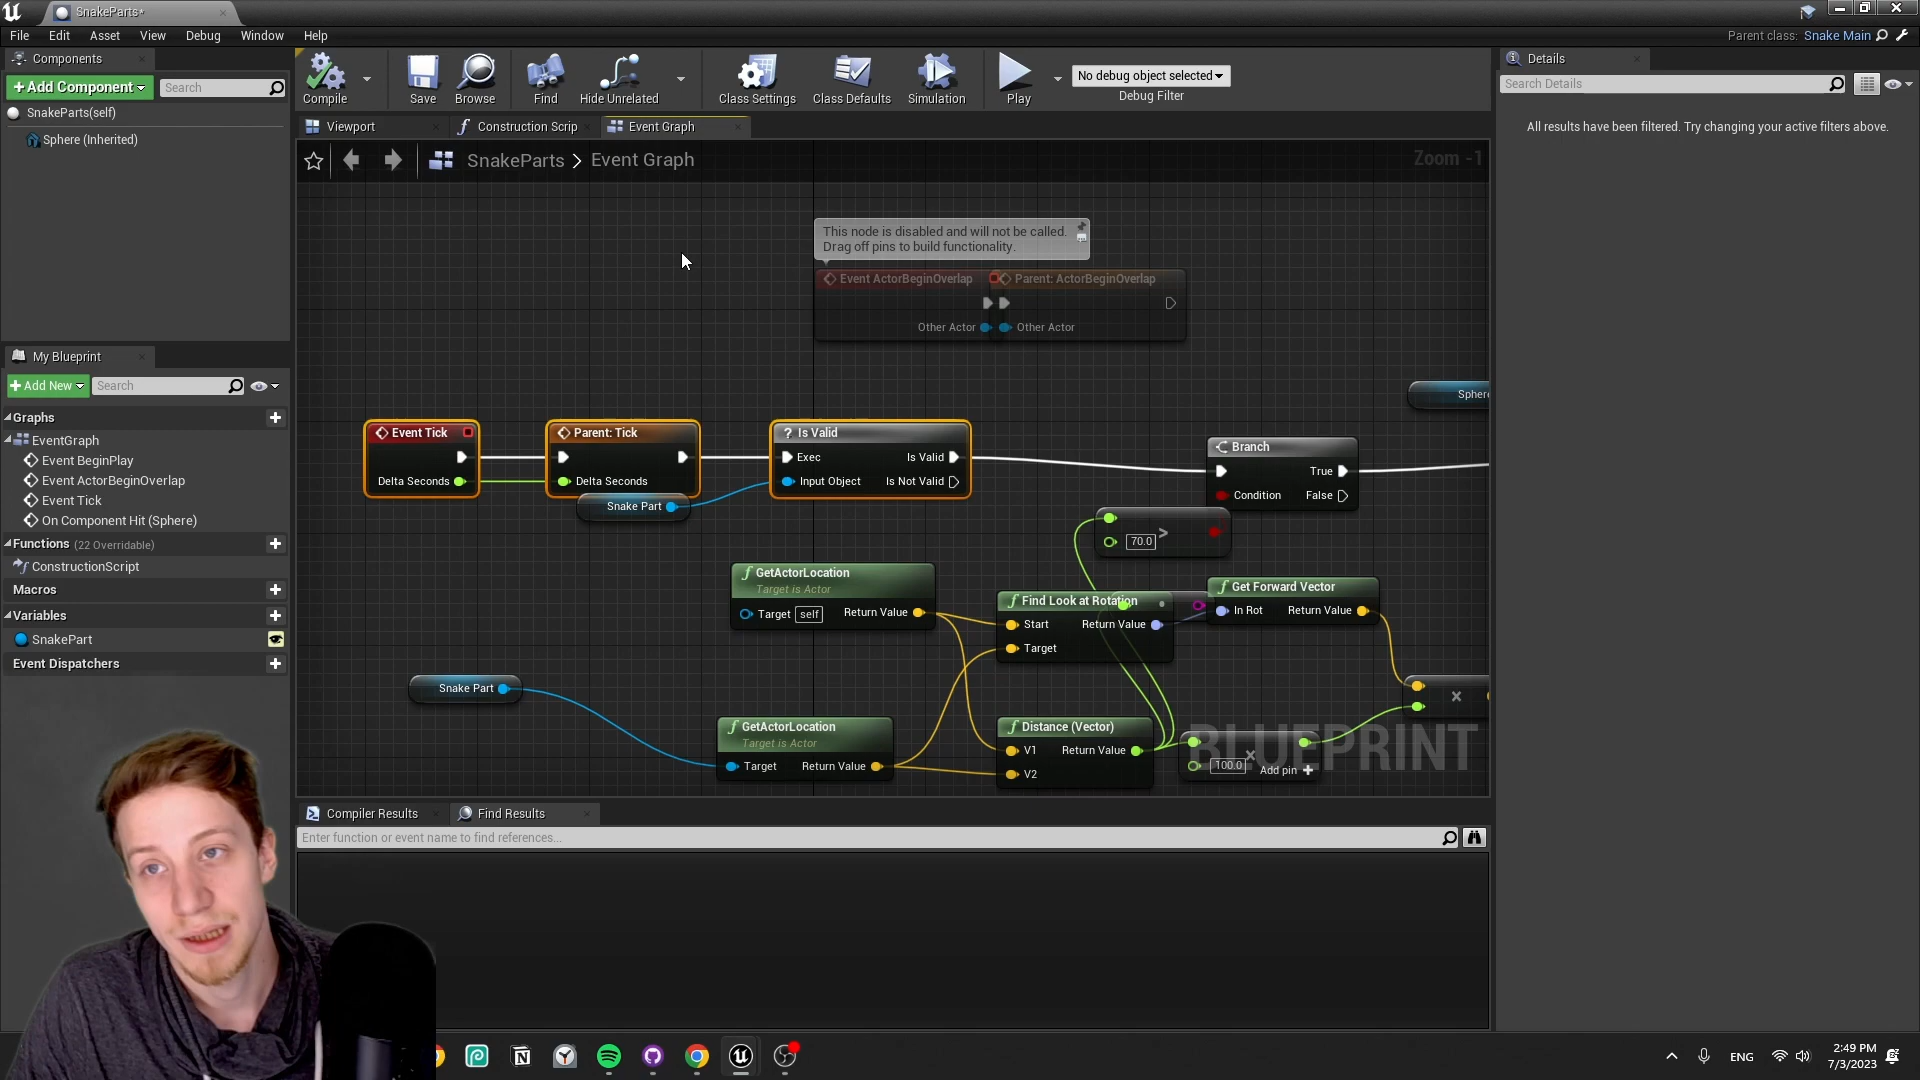 SnakeParts*
File Edit Asset View Debug Window Help
Parent class: Snake Main
Components
+Add Component
Search
SnakeParts(self)
Sphere (Inherited)
Compile
Save
Browse
Find
Hide Unrelated
Class Settings
Class Defaults
Simulation
Play
No debug object selected
Debug Filter
Viewport
Construction Scrip
Event Graph
SnakeParts > Event Graph
Zoom -1
Details
Search Details
All results have been filtered. Try changing your active filters above.
My Blueprint
+Add New
Search
Graphs
EventGraph
Event BeginPlay
Event ActorBeginOverlap
Event Tick
On Component Hit (Sphere)
Functions (22 Overridable)
ConstructionScript
Macros
Variables
SnakePart
Event Dispatchers
This node is disabled and will not be called.
Drag off pins to build functionality.
Event ActorBeginOverlap
Other Actor
Parent: ActorBeginOverlap
Other Actor
Event Tick
Delta Seconds
Parent: Tick
Delta Seconds
Snake Part
? Is Valid
Exec
Is Valid
Input Object
Is Not Valid
Branch
True
Condition
False
70.0
>
GetActorLocation
Target is Actor
Target self
Return Value
Find Look at Rotation
Start
Return Value
Target
Get Forward Vector
In Rot
Return Value
Snake Part
GetActorLocation
Target is Actor
Target
Return Value
Distance (Vector)
V1
Return Value
V2
100.0
Add pin +
BLUEPRINT
Compiler Results
Find Results
Enter function or event name to find references...
ENG
2:49 PM
7/3/2023